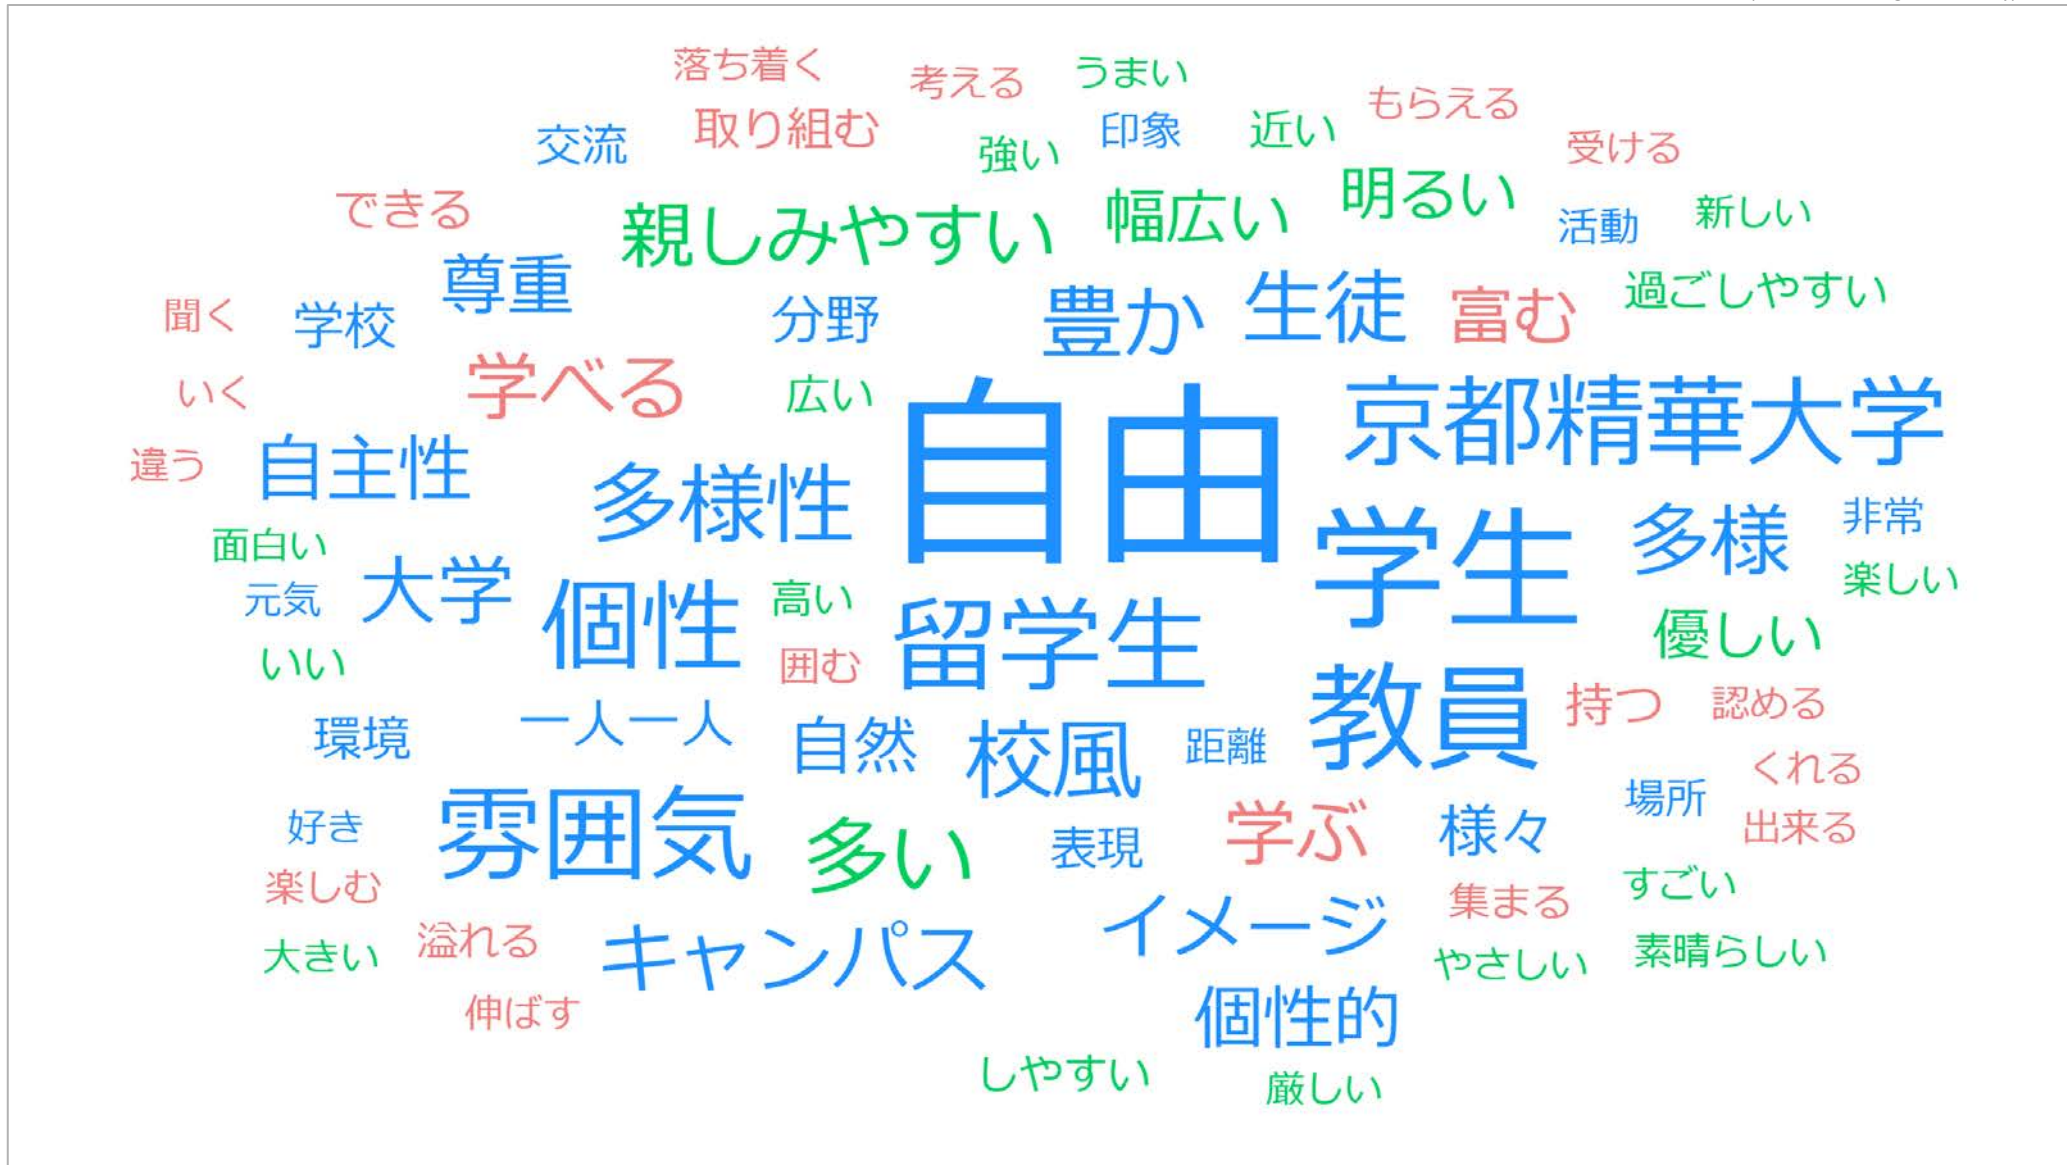 落ち着く
考える
うまい
もらえる
交流
取り組む
強い
印象
近い
受ける
できる
親しみやすい
幅広い
明るい
活動
新しい
聞く
学校
尊重
分野
豊か
生徒
富む
過ごしやすい
いく
学べる
広い
自由
京都精華大学
違う
自主性
多様性
学生
多様
非常
面白い
楽しい
元気
大学
個性
高い
留学生
優しい
いい
囲む
教員
持つ
認める
環境
一人一人
自然
校風
距離
くれる
場所
好き
雰囲気
多い
表現
学ぶ
様々
出来る
楽しむ
集まる
すごい
大きい
溢れる
キャンパス
イメージ
やさしい
素晴らしい
伸ばす
個性的
しやすい
厳しい